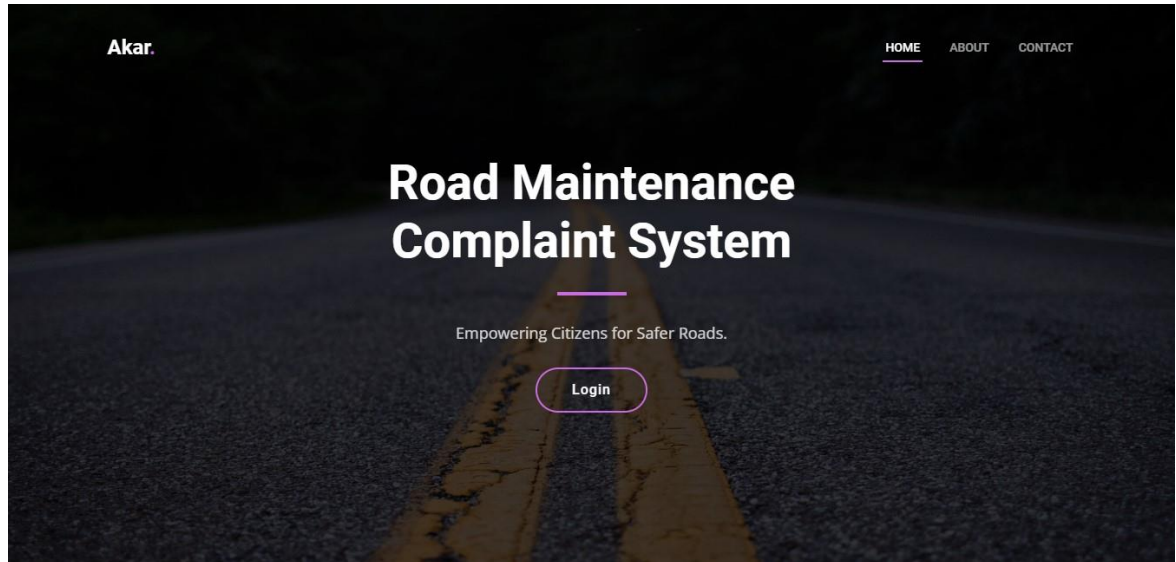 Akar.
HOME ABOUT CONTACT
Road Maintenance
Complaint System
Empowering Citizens for Safer Roads.
Login